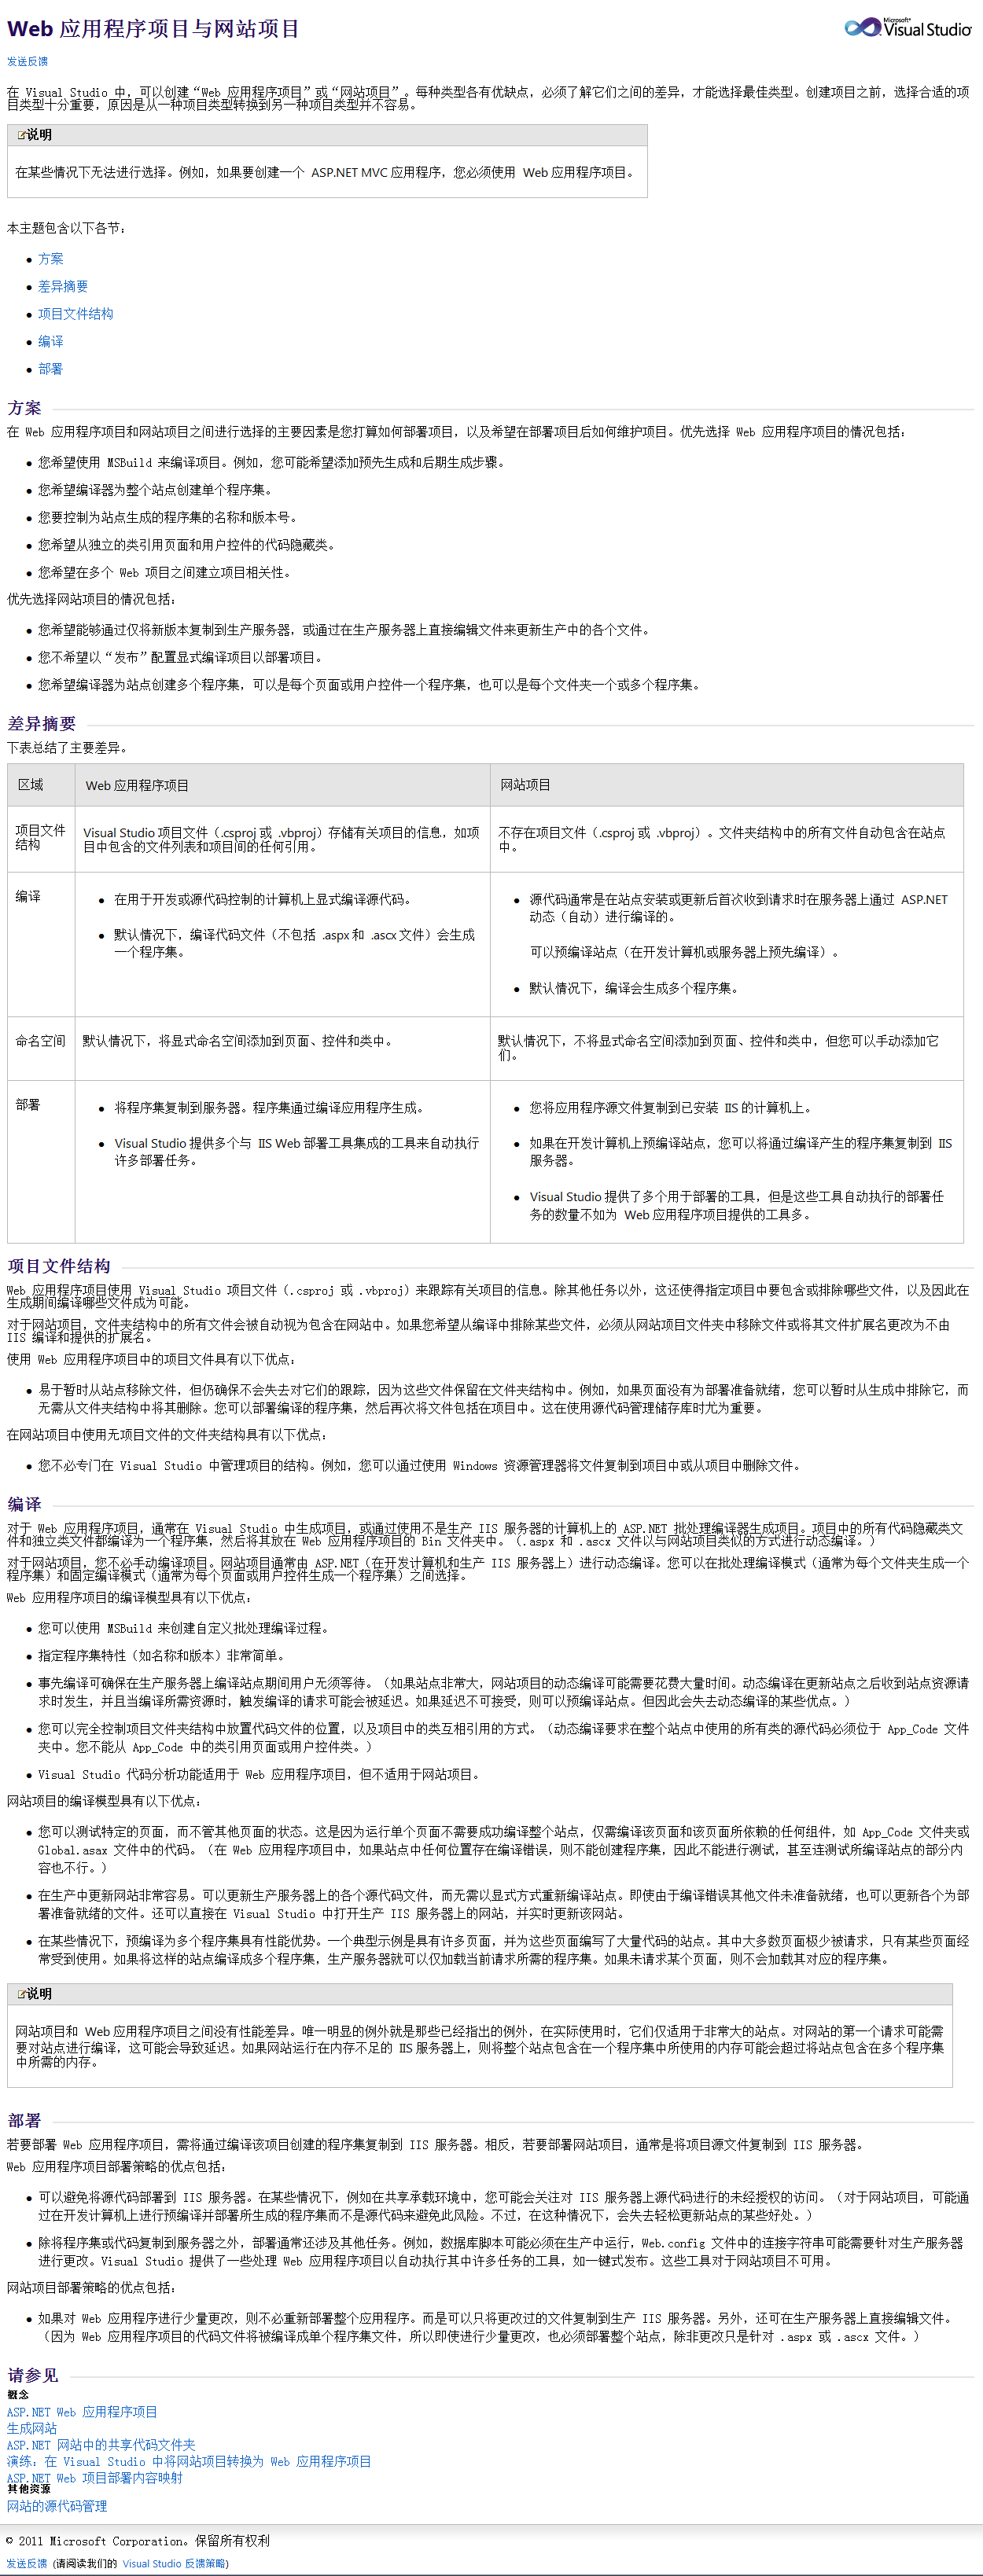 Web 应用程序项目与网站项目
Microsoft®
Visual Studio
发送反馈
在 Visual Studio 中，可以创建“Web 应用程序项目”或“网站项目”。每种类型各有优缺点，必须了解它们之间的差异，才能选择最佳类型。创建项目之前，选择合适的项
目类型十分重要，原因是从一种项目类型转换到另一种项目类型并不容易。
说明
在某些情况下无法进行选择。例如，如果要创建一个 ASP.NET MVC 应用程序，您必须使用 Web 应用程序项目。
本主题包含以下各节：
方案
差异摘要
项目文件结构
编译
部署
方案
在 Web 应用程序项目和网站项目之间进行选择的主要因素是您打算如何部署项目，以及希望在部署项目后如何维护项目。优先选择 Web 应用程序项目的情况包括：
您希望使用 MSBuild 来编译项目。例如，您可能希望添加预先生成和后期生成步骤。
您希望编译器为整个站点创建单个程序集。
您要控制为站点生成的程序集的名称和版本号。
您希望从独立的类引用页面和用户控件的代码隐藏类。
您希望在多个 Web 项目之间建立项目相关性。
优先选择网站项目的情况包括：
您希望能够通过仅将新版本复制到生产服务器，或通过在生产服务器上直接编辑文件来更新生产中的各个文件。
您不希望以“发布”配置显式编译项目以部署项目。
您希望编译器为站点创建多个程序集，可以是每个页面或用户控件一个程序集，也可以是每个文件夹一个或多个程序集。
差异摘要
下表总结了主要差异。
区域
Web 应用程序项目
网站项目
项目文件
结构
Visual Studio 项目文件（.csproj 或 .vbproj）存储有关项目的信息，如项
目中包含的文件列表和项目间的任何引用。
不存在项目文件（.csproj 或 .vbproj）。文件夹结构中的所有文件自动包含在站点
中。
编译
在用于开发或源代码控制的计算机上显式编译源代码。
默认情况下，编译代码文件（不包括 .aspx 和 .ascx 文件）会生成
一个程序集。
源代码通常是在站点安装或更新后首次收到请求时在服务器上通过 ASP.NET
动态（自动）进行编译的。
可以预编译站点（在开发计算机或服务器上预先编译）。
默认情况下，编译会生成多个程序集。
命名空间
默认情况下，将显式命名空间添加到页面、控件和类中。
默认情况下，不将显式命名空间添加到页面、控件和类中，但您可以手动添加它
们。
部署
将程序集复制到服务器。程序集通过编译应用程序生成。
Visual Studio 提供多个与 IIS Web 部署工具集成的工具来自动执行
许多部署任务。
您将应用程序源文件复制到已安装 IIS 的计算机上。
如果在开发计算机上预编译站点，您可以将通过编译产生的程序集复制到 IIS
服务器。
Visual Studio 提供了多个用于部署的工具，但是这些工具自动执行的部署任
务的数量不如为 Web 应用程序项目提供的工具多。
项目文件结构
Web 应用程序项目使用 Visual Studio 项目文件（.csproj 或 .vbproj）来跟踪有关项目的信息。除其他任务以外，这还使得指定项目中要包含或排除哪些文件，以及因此在
生成期间编译哪些文件成为可能。
对于网站项目，文件夹结构中的所有文件会被自动视为包含在网站中。如果您希望从编译中排除某些文件，必须从网站项目文件夹中移除文件或将其文件扩展名更改为不由
IIS 编译和提供的扩展名。
使用 Web 应用程序项目中的项目文件具有以下优点：
易于暂时从站点移除文件，但仍确保不会失去对它们的跟踪，因为这些文件保留在文件夹结构中。例如，如果页面没有为部署准备就绪，您可以暂时从生成中排除它，而
无需从文件夹结构中将其删除。您可以部署编译的程序集，然后再次将文件包括在项目中。这在使用源代码管理储存库时尤为重要。
在网站项目中使用无项目文件的文件夹结构具有以下优点：
您不必专门在 Visual Studio 中管理项目的结构。例如，您可以通过使用 Windows 资源管理器将文件复制到项目中或从项目中删除文件。
编译
对于 Web 应用程序项目，通常在 Visual Studio 中生成项目，或通过使用不是生产 IIS 服务器的计算机上的 ASP.NET 批处理编译器生成项目。项目中的所有代码隐藏类文
件和独立类文件都编译为一个程序集，然后将其放在 Web 应用程序项目的 Bin 文件夹中。（.aspx 和 .ascx 文件以与网站项目类似的方式进行动态编译。）
对于网站项目，您不必手动编译项目。网站项目通常由 ASP.NET（在开发计算机和生产 IIS 服务器上）进行动态编译。您可以在批处理编译模式（通常为每个文件夹生成一个
程序集）和固定编译模式（通常为每个页面或用户控件生成一个程序集）之间选择。
Web 应用程序项目的编译模型具有以下优点：
您可以使用 MSBuild 来创建自定义批处理编译过程。
指定程序集特性（如名称和版本）非常简单。
事先编译可确保在生产服务器上编译站点期间用户无须等待。（如果站点非常大，网站项目的动态编译可能需要花费大量时间。动态编译在更新站点之后收到站点资源请
求时发生，并且当编译所需资源时，触发编译的请求可能会被延迟。如果延迟不可接受，则可以预编译站点。但因此会失去动态编译的某些优点。）
您可以完全控制项目文件夹结构中放置代码文件的位置，以及项目中的类互相引用的方式。（动态编译要求在整个站点中使用的所有类的源代码必须位于 App_Code 文件
夹中。您不能从 App_Code 中的类引用页面或用户控件类。）
Visual Studio 代码分析功能适用于 Web 应用程序项目，但不适用于网站项目。
网站项目的编译模型具有以下优点：
您可以测试特定的页面，而不管其他页面的状态。这是因为运行单个页面不需要成功编译整个站点，仅需编译该页面和该页面所依赖的任何组件，如 App_Code 文件夹或
Global.asax 文件中的代码。（在 Web 应用程序项目中，如果站点中任何位置存在编译错误，则不能创建程序集，因此不能进行测试，甚至连测试所编译站点的部分内
容也不行。）
在生产中更新网站非常容易。可以更新生产服务器上的各个源代码文件，而无需以显式方式重新编译站点。即使由于编译错误其他文件未准备就绪，也可以更新各个为部
署准备就绪的文件。还可以直接在 Visual Studio 中打开生产 IIS 服务器上的网站，并实时更新该网站。
在某些情况下，预编译为多个程序集具有性能优势。一个典型示例是具有许多页面，并为这些页面编写了大量代码的站点。其中大多数页面极少被请求，只有某些页面经
常受到使用。如果将这样的站点编译成多个程序集，生产服务器就可以仅加载当前请求所需的程序集。如果未请求某个页面，则不会加载其对应的程序集。
说明
网站项目和 Web 应用程序项目之间没有性能差异。唯一明显的例外就是那些已经指出的例外，在实际使用时，它们仅适用于非常大的站点。对网站的第一个请求可能需
要对站点进行编译，这可能会导致延迟。如果网站运行在内存不足的 IIS 服务器上，则将整个站点包含在一个程序集中所使用的内存可能会超过将站点包含在多个程序集
中所需的内存。
部署
若要部署 Web 应用程序项目，需将通过编译该项目创建的程序集复制到 IIS 服务器。相反，若要部署网站项目，通常是将项目源文件复制到 IIS 服务器。
Web 应用程序项目部署策略的优点包括：
可以避免将源代码部署到 IIS 服务器。在某些情况下，例如在共享承载环境中，您可能会关注对 IIS 服务器上源代码进行的未经授权的访问。（对于网站项目，可能通
过在开发计算机上进行预编译并部署所生成的程序集而不是源代码来避免此风险。不过，在这种情况下，会失去轻松更新站点的某些好处。）
除将程序集或代码复制到服务器之外，部署通常还涉及其他任务。例如，数据库脚本可能必须在生产中运行，Web.config 文件中的连接字符串可能需要针对生产服务器
进行更改。Visual Studio 提供了一些处理 Web 应用程序项目以自动执行其中许多任务的工具，如一键式发布。这些工具对于网站项目不可用。
网站项目部署策略的优点包括：
如果对 Web 应用程序进行少量更改，则不必重新部署整个应用程序。而是可以只将更改过的文件复制到生产 IIS 服务器。另外，还可在生产服务器上直接编辑文件。
（因为 Web 应用程序项目的代码文件将被编译成单个程序集文件，所以即使进行少量更改，也必须部署整个站点，除非更改只是针对 .aspx 或 .ascx 文件。）
请参见
概念
ASP.NET Web 应用程序项目
生成网站
ASP.NET 网站中的共享代码文件夹
演练：在 Visual Studio 中将网站项目转换为 Web 应用程序项目
ASP.NET Web 项目部署内容映射
其他资源
网站的源代码管理
© 2011 Microsoft Corporation。保留所有权利
发送反馈 (请阅读我们的 Visual Studio 反馈策略)